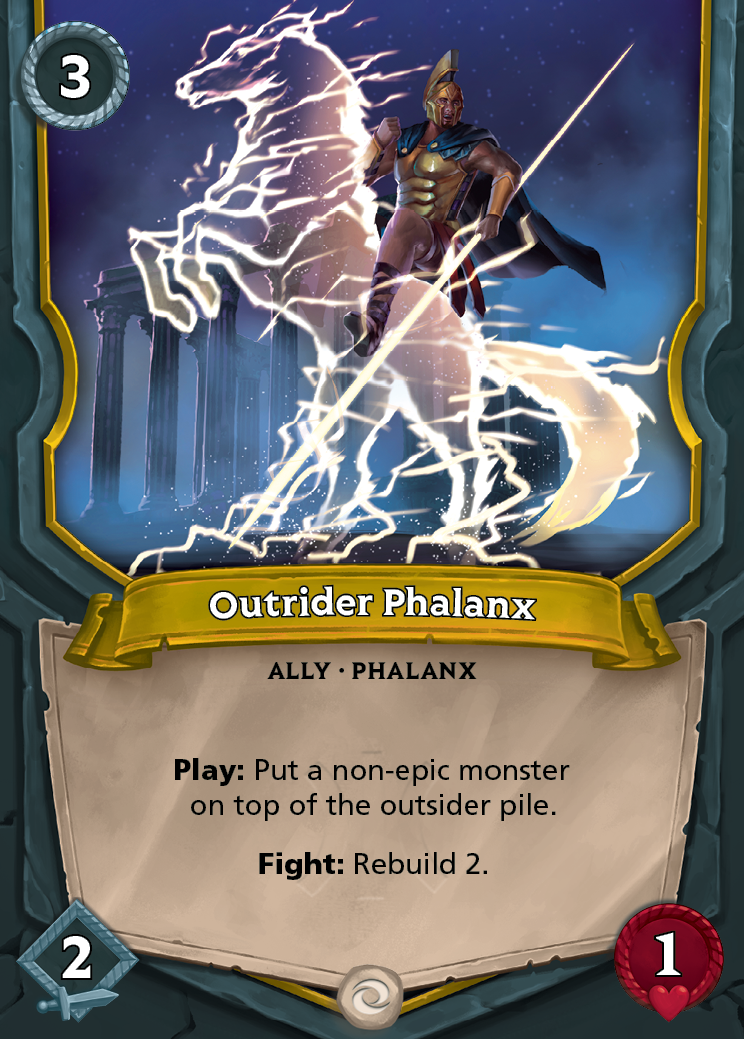 3
Outrider Phalanx
ALLY · PHALANX
Play: Put a non-epic monster
on top of the outsider pile.
Fight: Rebuild 2.
2
1